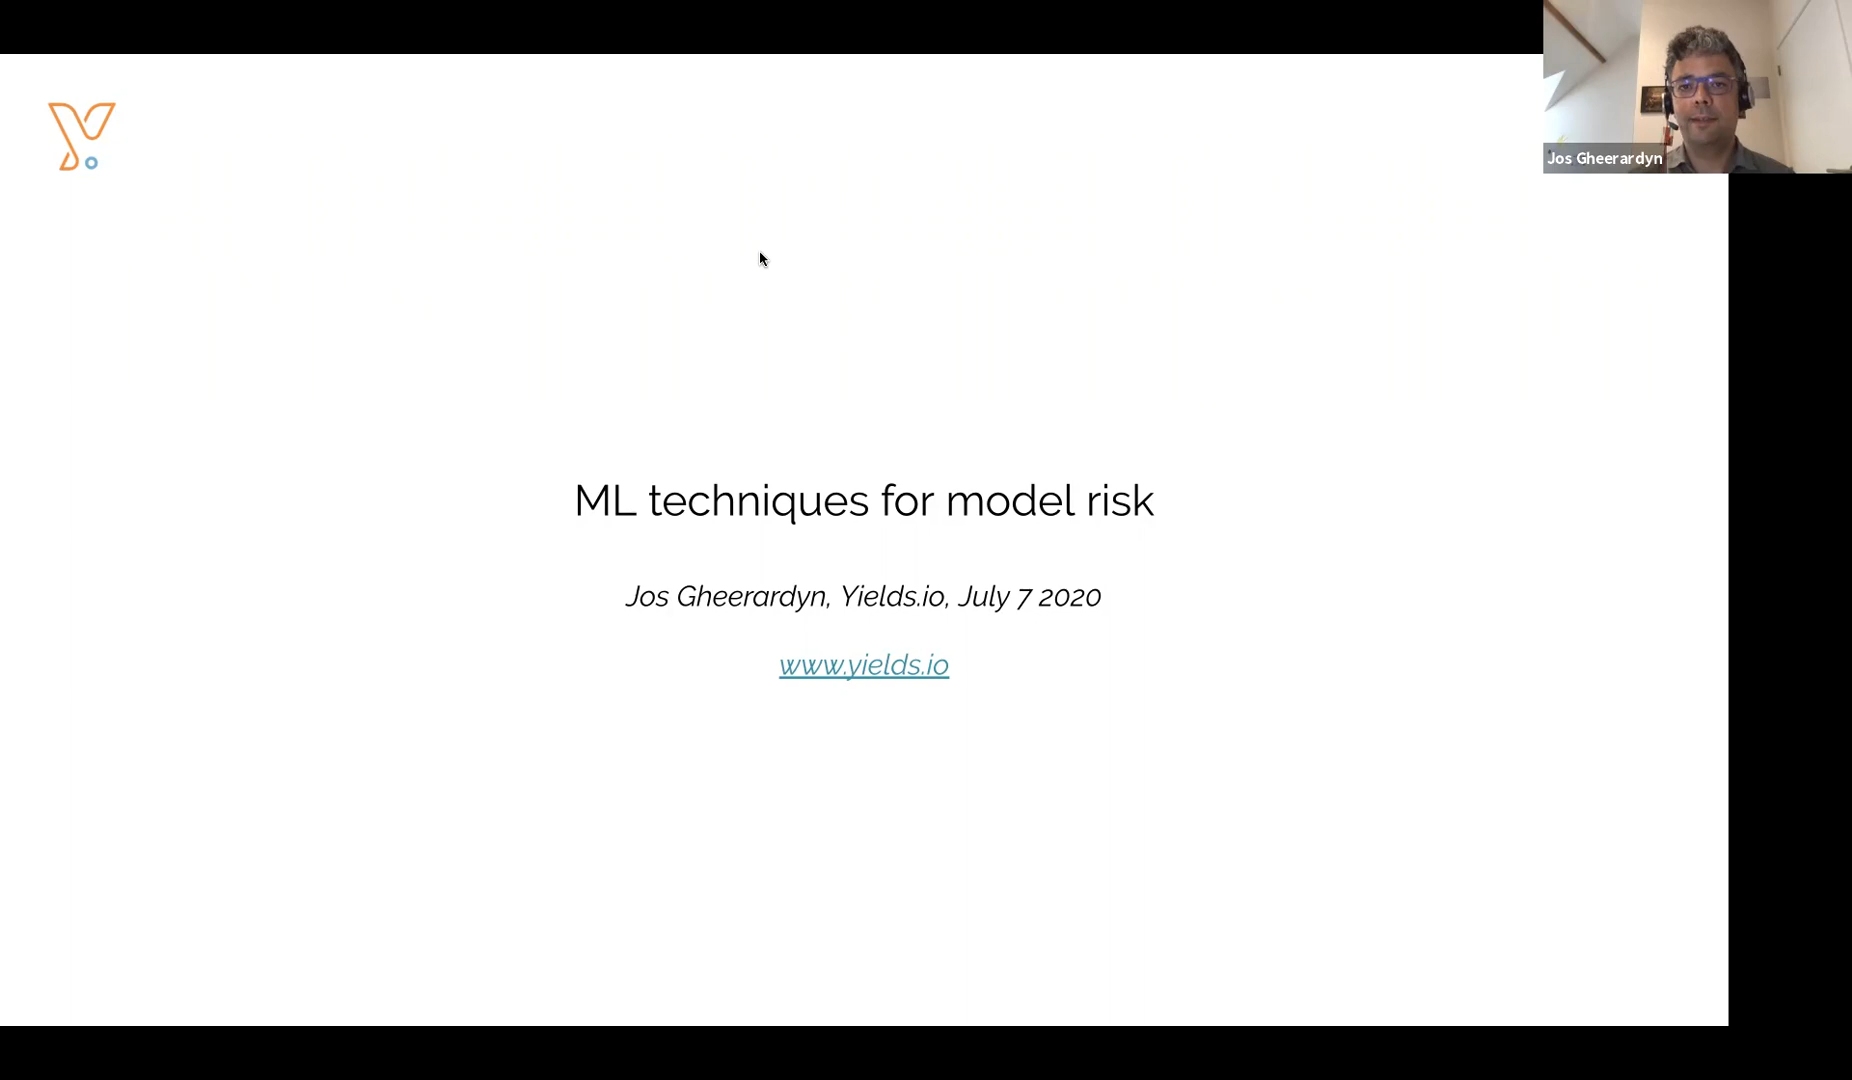 Jos Gheerardyn
ML techniques for model risk
Jos Gheerardyn, Yields.io, July 7 2020
www.yields.io